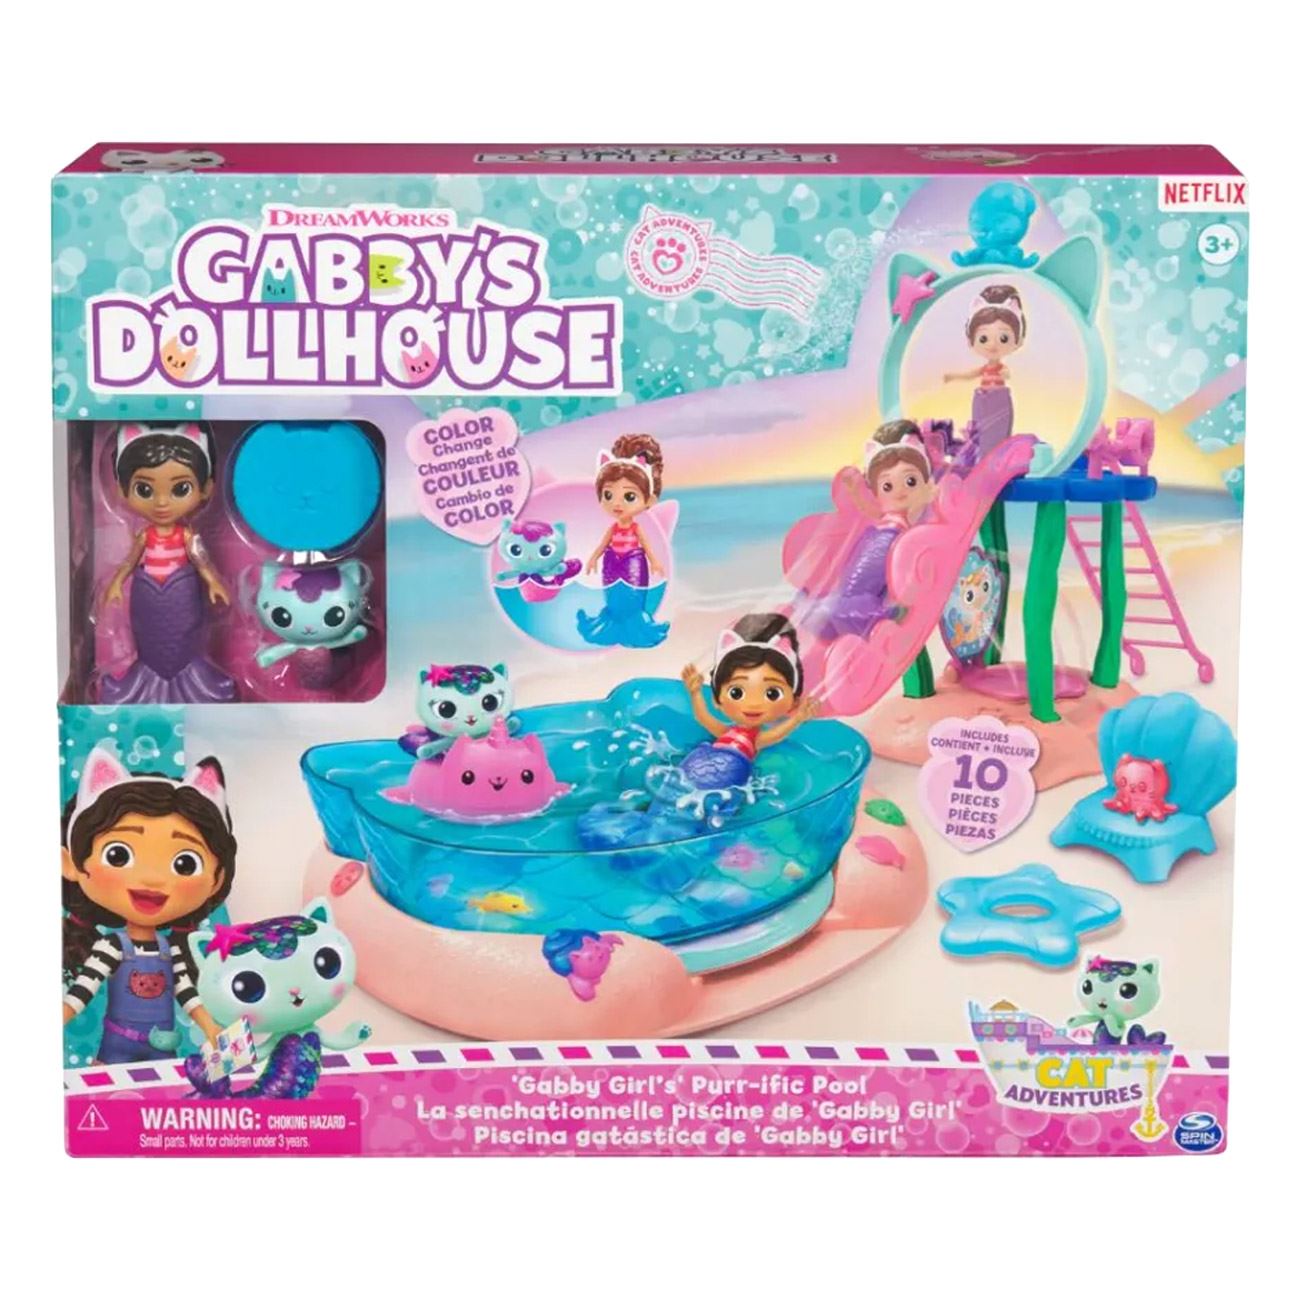 GABBY'S
DOLLHOUSE
NETFLIX
3+
DREAMWORKS
GABBY'S
DOLLHOUSE
CAT ADVENTURES
CAT ADVENTURES
COLOR
Change
Changent de
COULEUR
Cambio de
COLOR
INCLUDES
CONTIENT • INCLUYE
10
PIECES
PIÈCES
PIEZAS
CAT
ADVENTURES
'Gabby Girl's' Purr-ific Pool
La senchationnelle piscine de 'Gabby Girl'
Piscina gatástica de 'Gabby Girl'
WARNING: CHOKING HAZARD –
Small parts. Not for children under 3 years.
SPIN
MASTER